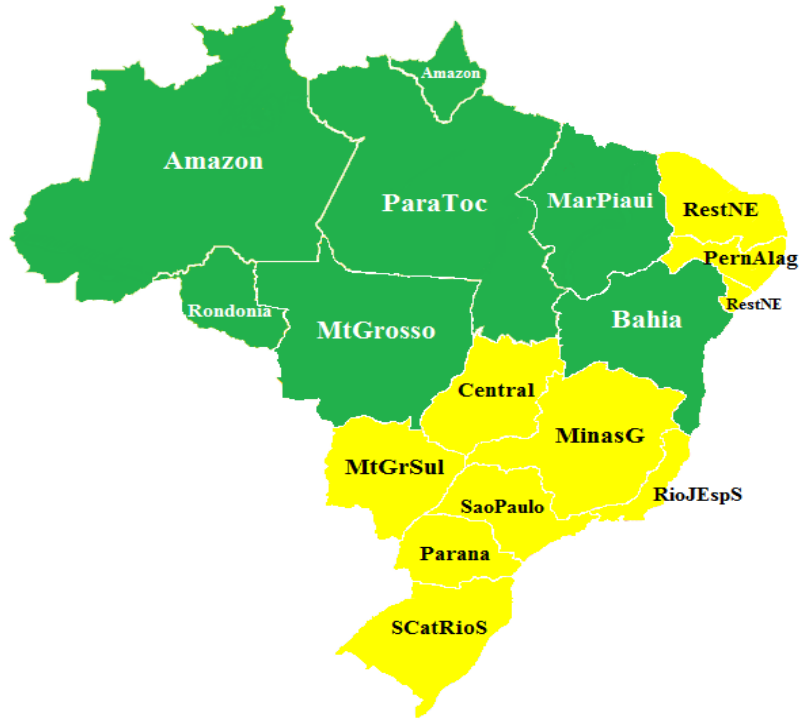 Amazon
Amazon
ParaToc
MarPiaui
RestNE
PernAlag
RestNE
Rondonia
MtGrosso
Bahia
Central
MinasG
MtGrSul
RioJEspS
SaoPaulo
Parana
SCatRioS